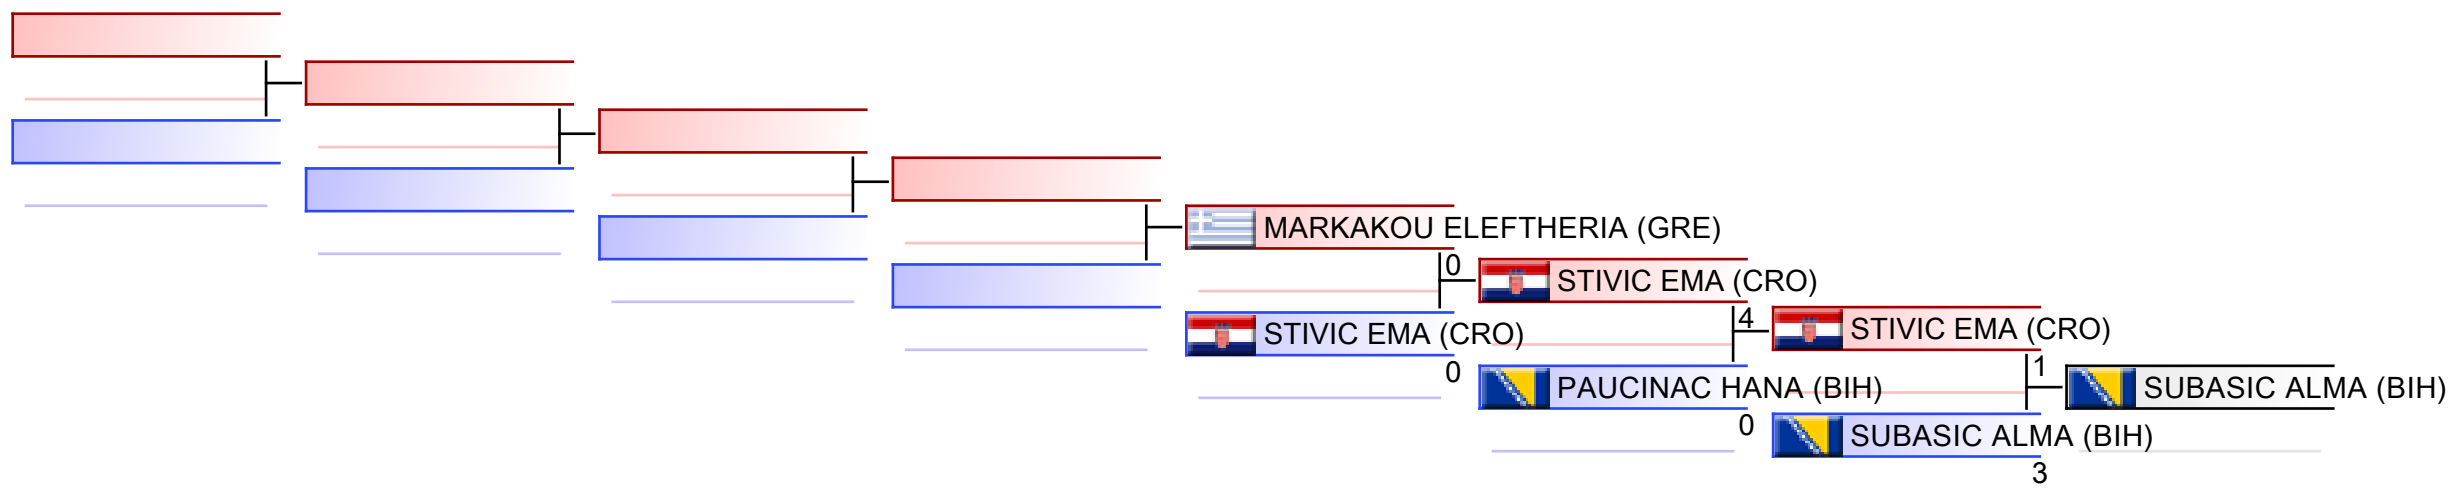 MARKAKOU ELEFTHERIA (GRE)
0
STIVIC EMA (CRO)
0
STIVIC EMA (CRO)
4
PAUCINAC HANA (BIH)
0
STIVIC EMA (CRO)
1
SUBASIC ALMA (BIH)
3
SUBASIC ALMA (BIH)